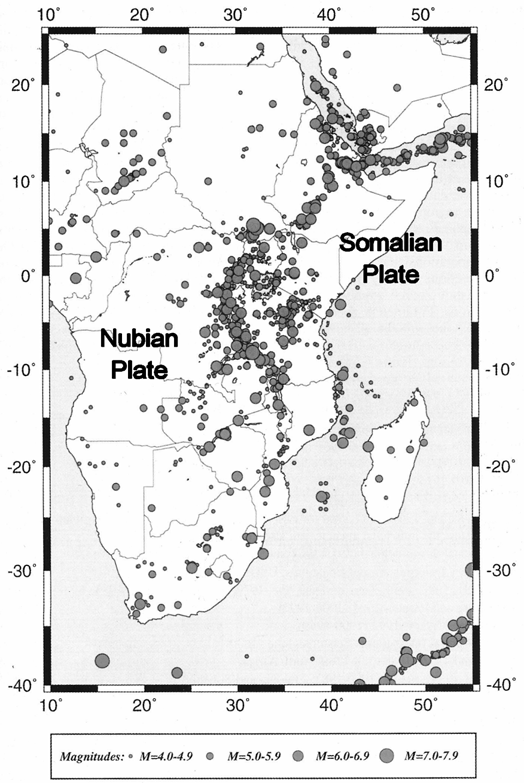 10° 20° 30° 40° 50°
20° 20°
10° 10°
Somalian
Plate
0° 0°
Nubian
Plate
-10° -10°
-20° -20°
-30° -30°
-40° -40°
10° 20° 30° 40° 50°
Magnitudes: M=4.0-4.9 M=5.0-5.9 M=6.0-6.9 M=7.0-7.9